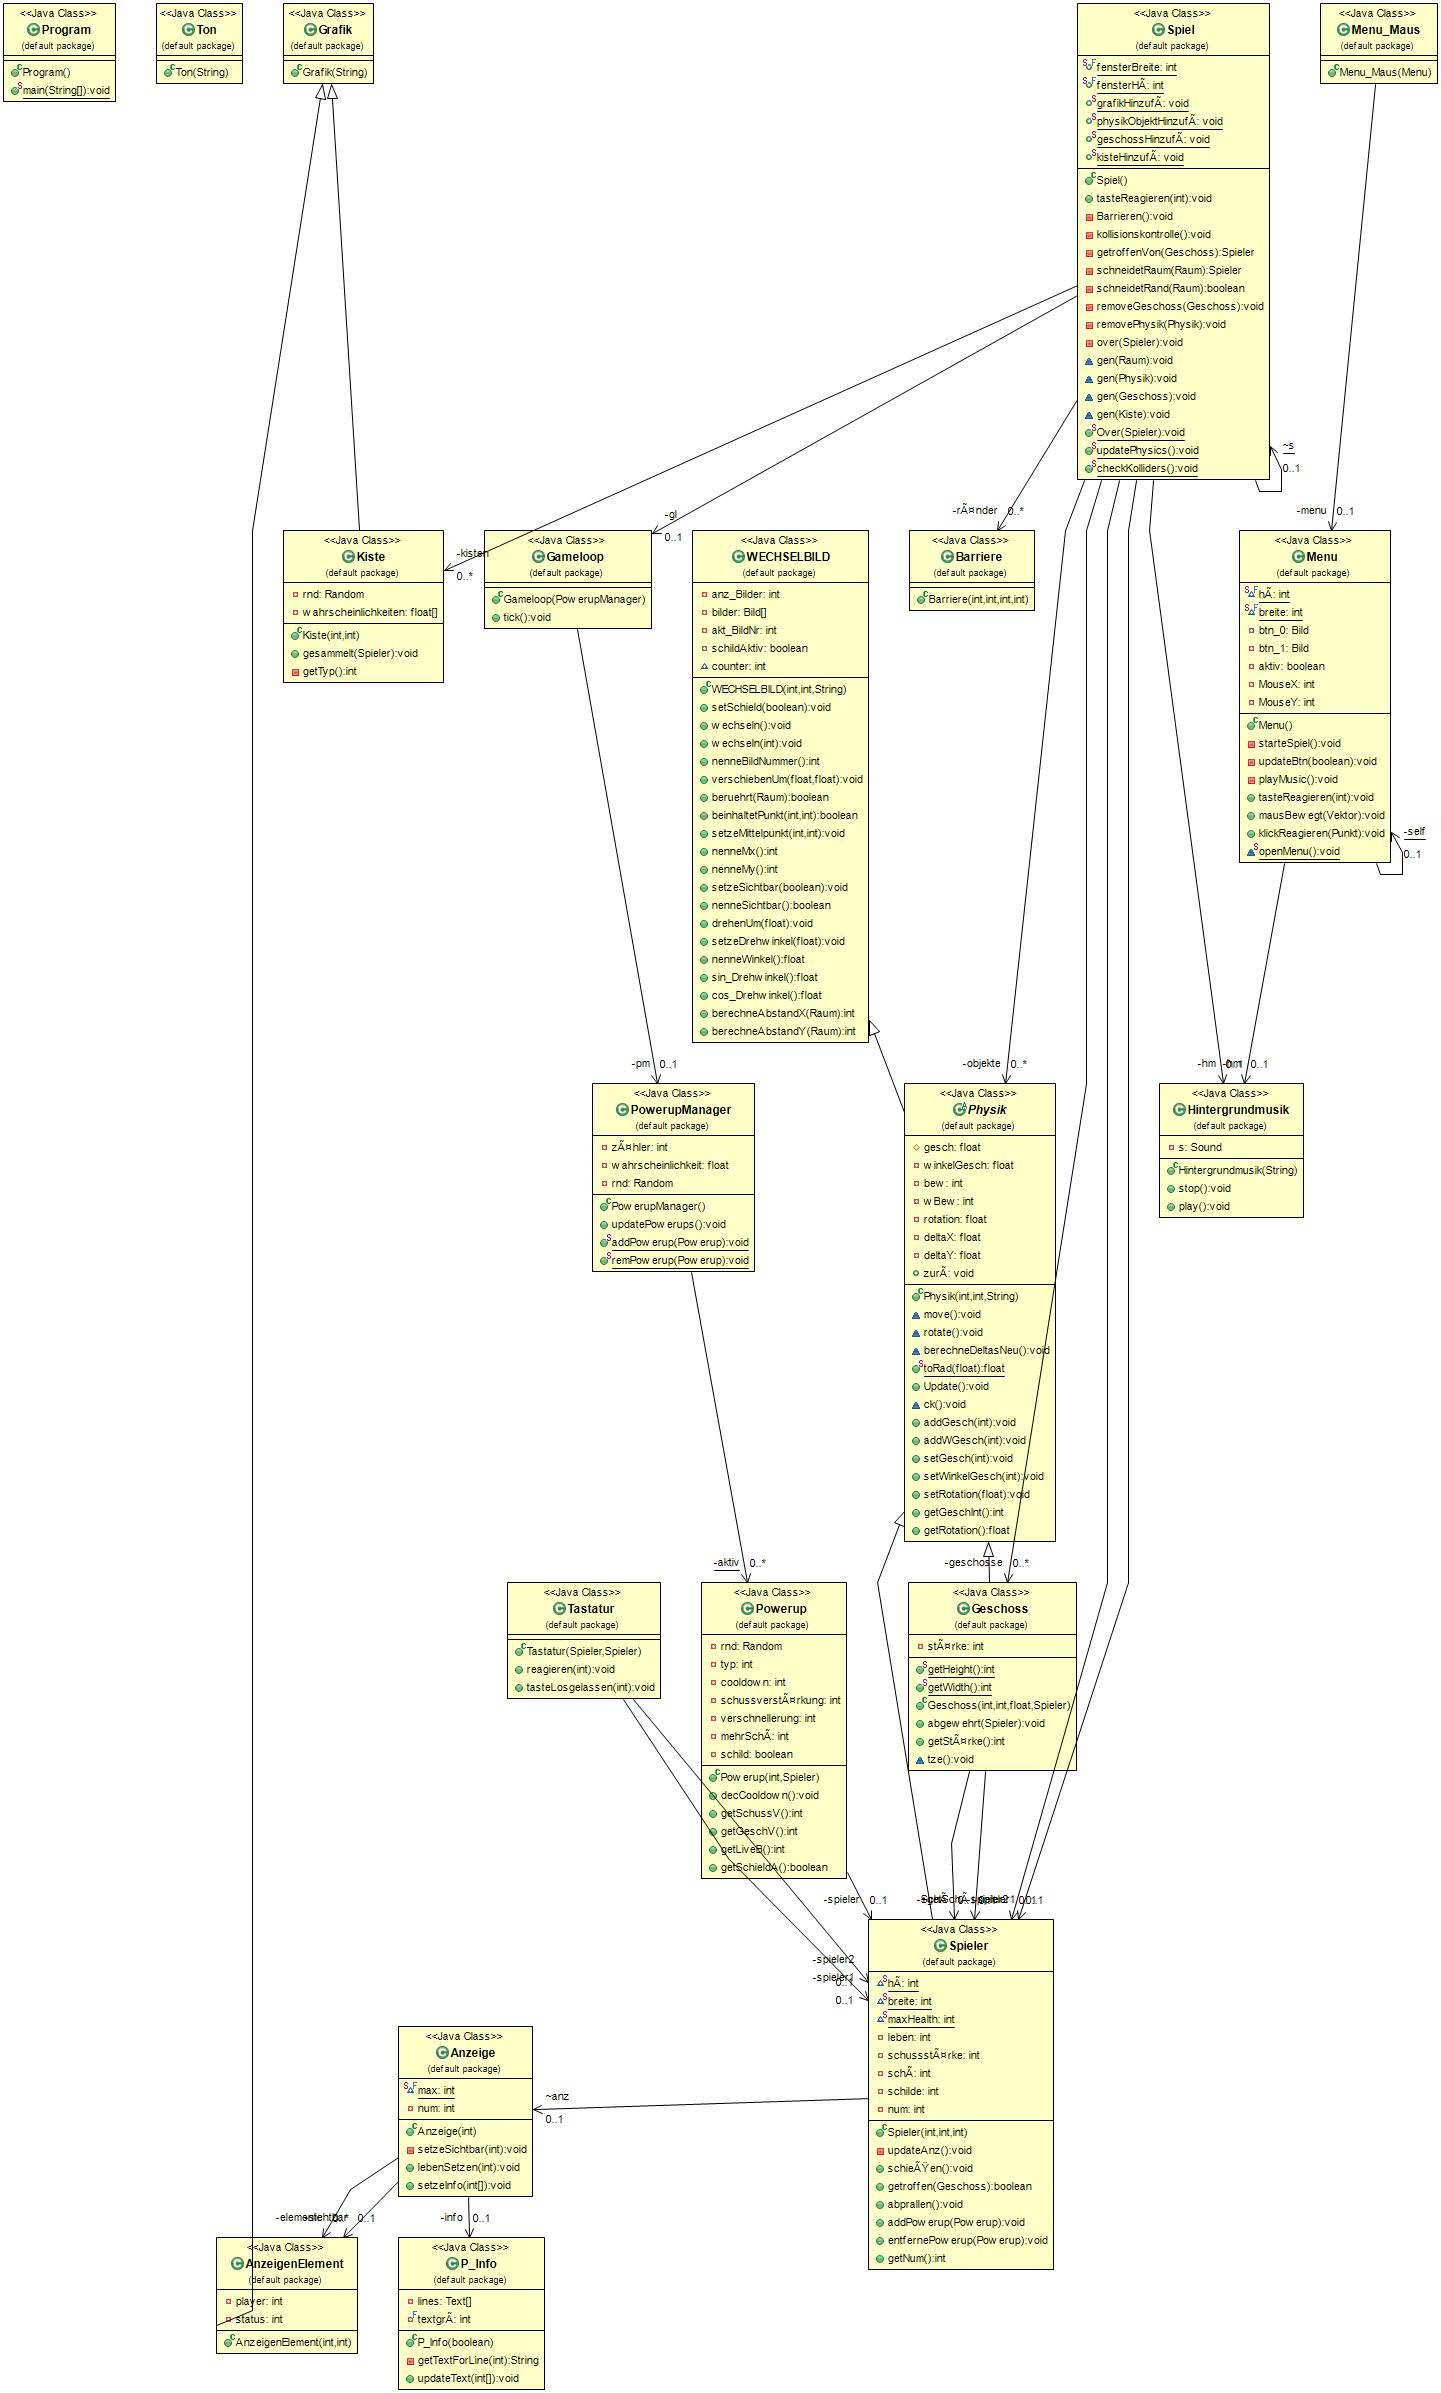 <<Java Class>>
Program
(default package)
Program()
main(String[]):void
<<Java Class>>
Ton
(default package)
Ton(String)
<<Java Class>>
Grafik
(default package)
Grafik(String)
<<Java Class>>
Spiel
(default package)
fensterBreite: int
fensterHÃ: int
grafikHinzufÃ: void
physikObjektHinzufÃ: void
geschossHinzufÃ: void
kisteHinzufÃ: void
Spiel()
tasteReagieren(int):void
Barrieren():void
kollisionskontrolle():void
getroffenVon(Geschoss):Spieler
schneidetRaum(Raum):Spieler
schneidetRand(Raum):boolean
removeGeschoss(Geschoss):void
removePhysik(Physik):void
over(Spieler):void
gen(Raum):void
gen(Physik):void
gen(Geschoss):void
gen(Kiste):void
Over(Spieler):void
updatePhysics():void
checkKolliders():void
~s
0..1
<<Java Class>>
Menu_Maus
(default package)
Menu_Maus(Menu)
-kisten
0..*
-gl
0..1
-rÃ¤nder 0..*
-menu 0..1
<<Java Class>>
Kiste
(default package)
rnd: Random
wahrscheinlichkeiten: float[]
Kiste(int,int)
gesammelt(Spieler):void
getTyp():int
<<Java Class>>
Gameloop
(default package)
Gameloop(PowerupManager)
tick():void
<<Java Class>>
WECHSELBILD
(default package)
anz_Bilder: int
bilder: Bild[]
akt_BildNr: int
schildAktiv: boolean
counter: int
WECHSELBILD(int,int,String)
setSchield(boolean):void
wechseln():void
wechseln(int):void
nenneBildNummer():int
verschiebenUm(float,float):void
beruehrt(Raum):boolean
beinhaltetPunkt(int,int):boolean
setzeMittelpunkt(int,int):void
nenneMx():int
nenneMy():int
setzeSichtbar(boolean):void
nenneSichtbar():boolean
drehenUm(float):void
setzeDrehwinkel(float):void
nenneWinkel():float
sin_Drehwinkel():float
cos_Drehwinkel():float
berechneAbstandX(Raum):int
berechneAbstandY(Raum):int
<<Java Class>>
Barriere
(default package)
Barriere(int,int,int,int)
<<Java Class>>
Menu
(default package)
hÃ: int
breite: int
btn_0: Bild
btn_1: Bild
aktiv: boolean
MouseX: int
MouseY: int
Menu()
starteSpiel():void
updateBtn(boolean):void
playMusic():void
tasteReagieren(int):void
mausBewegt(Vektor):void
klickReagieren(Punkt):void
openMenu():void
-self
0..1
-pm 0..1
-objekte 0..*
-hm
-hm 0..1
<<Java Class>>
PowerupManager
(default package)
zÃ¤hler: int
wahrscheinlichkeit: float
rnd: Random
PowerupManager()
updatePowerups():void
addPowerup(Powerup):void
remPowerup(Powerup):void
<<Java Class>>
Physik
(default package)
gesch: float
winkelGesch: float
bew: int
wBew: int
rotation: float
deltaX: float
deltaY: float
zurÃ: void
Physik(int,int,String)
move():void
rotate():void
berechneDeltasNeu():void
toRad(float):float
Update():void
ck():void
addGesch(int):void
addWGesch(int):void
setGesch(int):void
setWinkelGesch(int):void
setRotation(float):void
getGeschInt():int
getRotation():float
<<Java Class>>
Hintergrundmusik
(default package)
s: Sound
Hintergrundmusik(String)
stop():void
play():void
-aktiv 0..*
-geschosse 0..*
<<Java Class>>
Tastatur
(default package)
Tastatur(Spieler,Spieler)
reagieren(int):void
tasteLosgelassen(int):void
<<Java Class>>
Powerup
(default package)
rnd: Random
typ: int
cooldown: int
schussverstÃ¤rkung: int
verschnellerung: int
mehrSchÃ: int
schild: boolean
Powerup(int,Spieler)
decCooldown():void
getSchussV():int
getGeschV():int
getLiveB():int
getSchieldA():boolean
<<Java Class>>
Geschoss
(default package)
stÃ¤rke: int
getHeight():int
getWidth():int
Geschoss(int,int,float,Spieler)
abgewehrt(Spieler):void
getStÃ¤rke():int
tze():void
-spieler 0..1
-spieler2
-spieler1
0..1
<<Java Class>>
Spieler
(default package)
hÃ: int
breite: int
maxHealth: int
leben: int
schussstÃ¤rke: int
schÃ: int
schilde: int
num: int
Spieler(int,int,int)
updateAnz():void
schieÃŸen():void
getroffen(Geschoss):boolean
abprallen():void
addPowerup(Powerup):void
entfernePowerup(Powerup):void
getNum():int
<<Java Class>>
Anzeige
(default package)
max: int
num: int
Anzeige(int)
setzeSichtbar(int):void
lebenSetzen(int):void
setzeInfo(int[]):void
~anz
0..1
0..1
-info 0..1
<<Java Class>>
AnzeigenElement
(default package)
player: int
status: int
AnzeigenElement(int,int)
<<Java Class>>
P_Info
(default package)
lines: Text[]
textgrÃ: int
P_Info(boolean)
getTextForLine(int):String
updateText(int[]):void